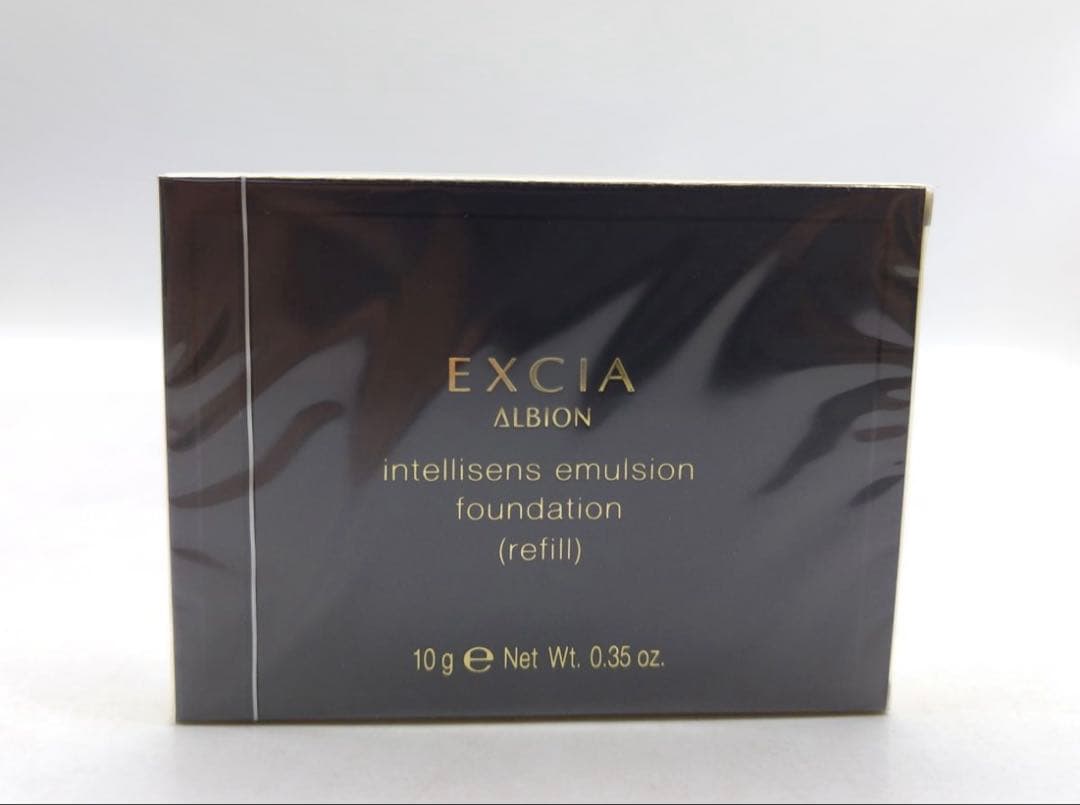 EXCIA
ALBION
intellisens emulsion
foundation
(refill)
10 g ℮ Net Wt. 0.35 oz.